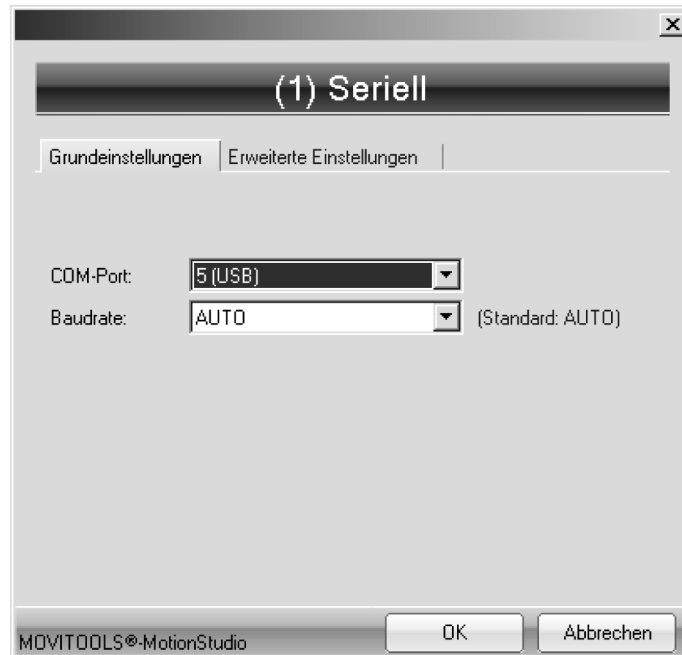 (1) Seriell
Grundeinstellungen Erweiterte Einstellungen
COM-Port: 5 (USB)
Baudrate: AUTO (Standard: AUTO)
MOVITOOLS®-MotionStudio OK Abbrechen